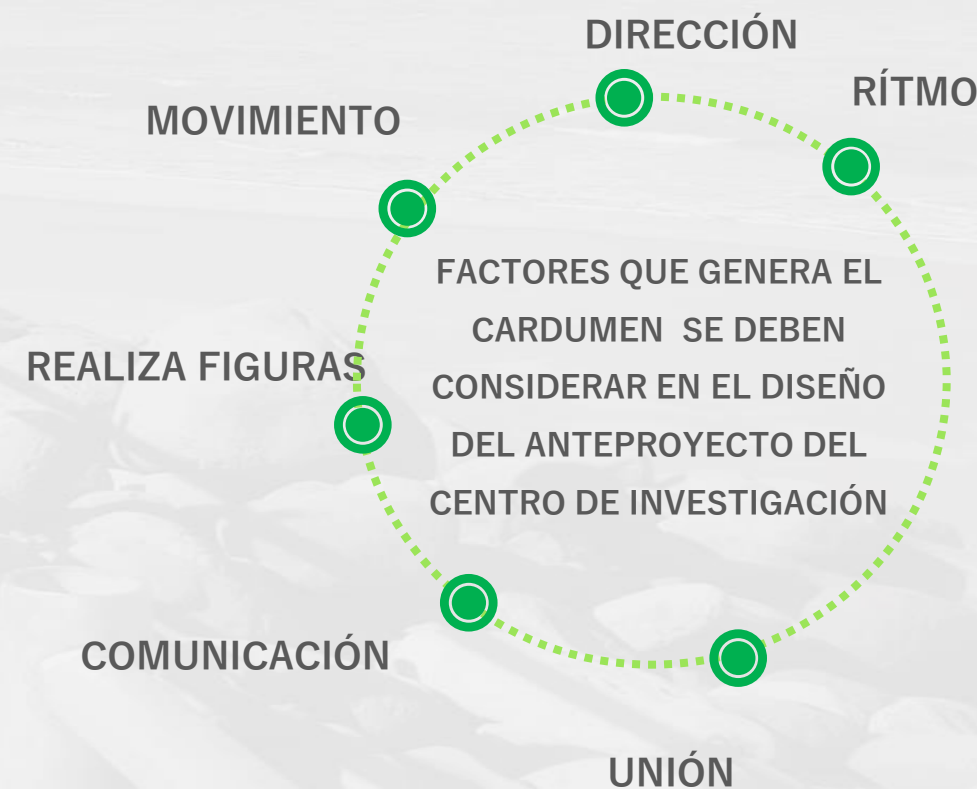 DIRECCIÓN
RÍTMO
MOVIMIENTO
FACTORES QUE GENERA EL
CARDUMEN SE DEBEN
CONSIDERAR EN EL DISEÑO
DEL ANTEPROYECTO DEL
CENTRO DE INVESTIGACIÓN
REALIZA FIGURAS
COMUNICACIÓN
UNIÓN